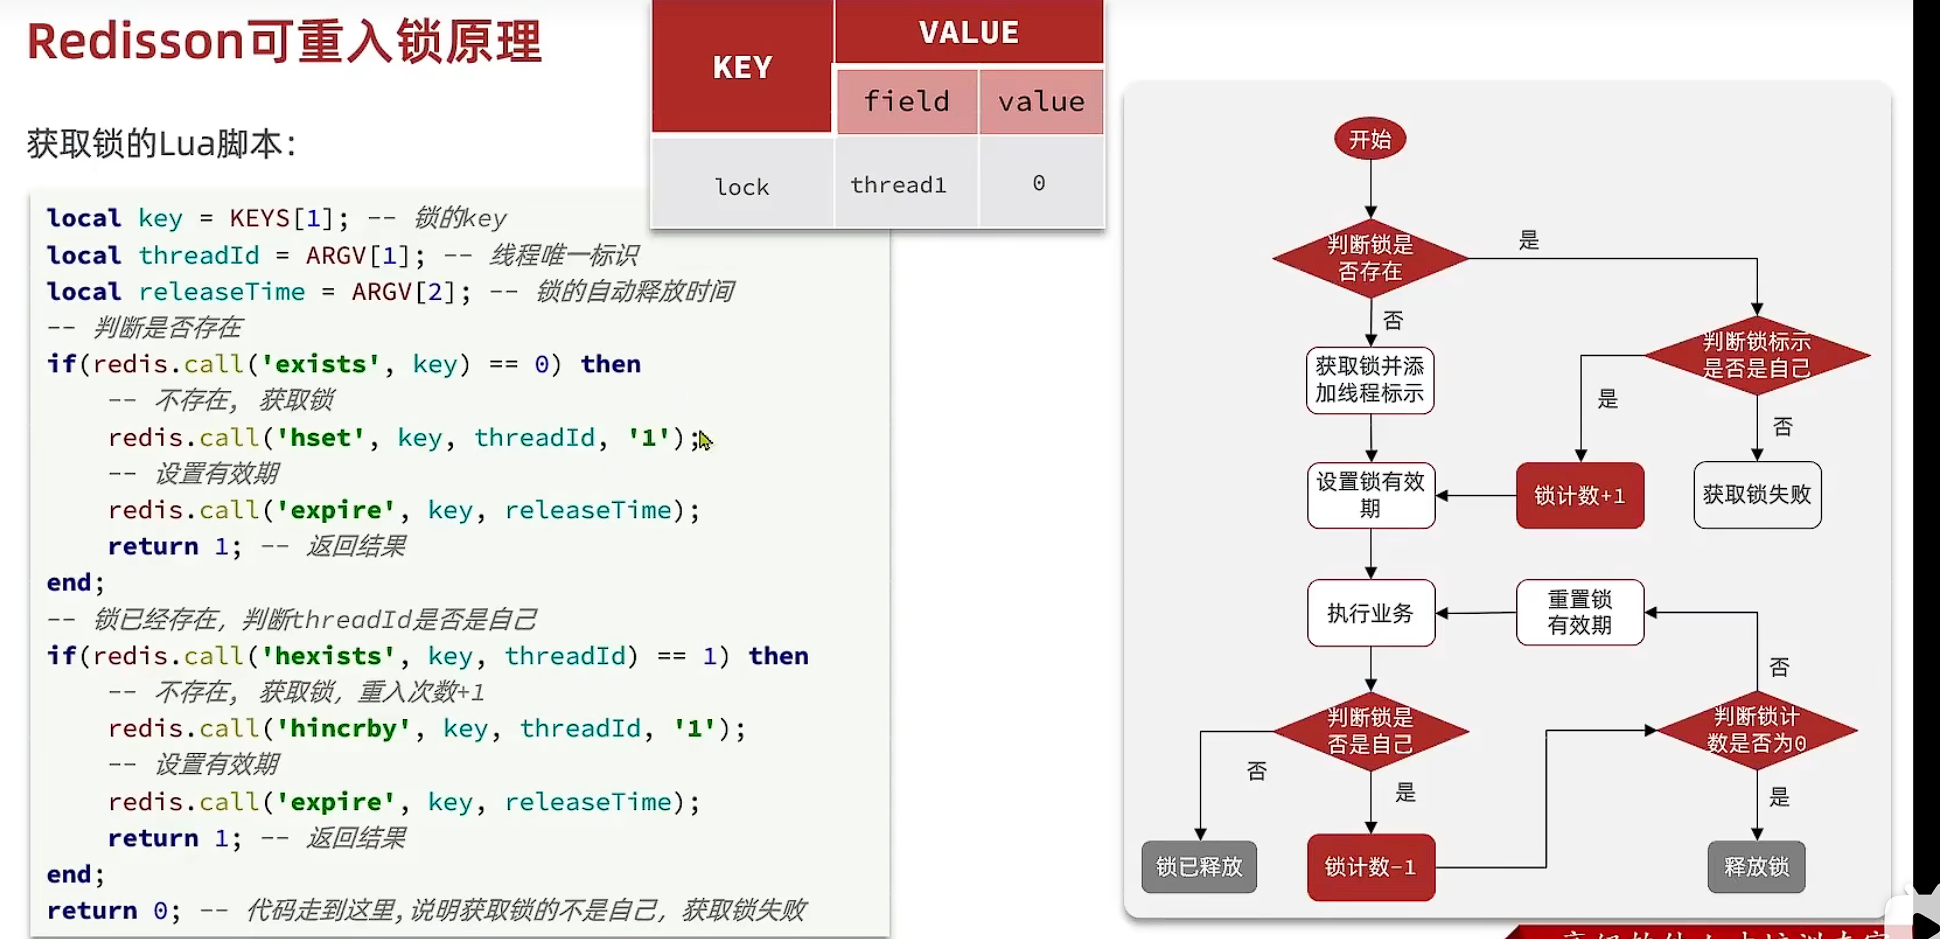 Redisson可重入锁原理
KEY
VALUE
field
value
lock
thread1
0
获取锁的Lua脚本：
local key = KEYS[1]; -- 锁的key
local threadId = ARGV[1]; -- 线程唯一标识
local releaseTime = ARGV[2]; -- 锁的自动释放时间
-- 判断是否存在
if(redis.call('exists', key) == 0) then
-- 不存在, 获取锁
redis.call('hset', key, threadId, '1');
-- 设置有效期
redis.call('expire', key, releaseTime);
return 1; -- 返回结果
end;
-- 锁已经存在，判断threadId是否是自己
if(redis.call('hexists', key, threadId) == 1) then
-- 不存在, 获取锁，重入次数+1
redis.call('hincrby', key, threadId, '1');
-- 设置有效期
redis.call('expire', key, releaseTime);
return 1; -- 返回结果
end;
return 0; -- 代码走到这里,说明获取锁的不是自己，获取锁失败
开始
判断锁是
否存在
是
否
判断锁标示
是否是自己
获取锁并添
加线程标示
是
否
设置锁有效
期
锁计数+1
获取锁失败
执行业务
重置锁
有效期
否
判断锁是
否是自己
判断锁计
数是否为0
否
是
是
锁已释放
锁计数-1
释放锁